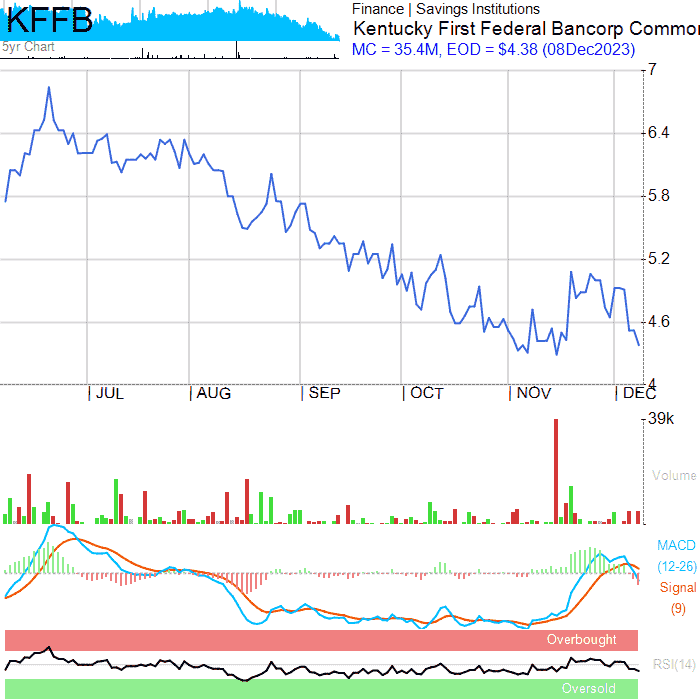 KFFB
5yr Chart
Finance | Savings Institutions
Kentucky First Federal Bancorp Commo
MC = 35.4M, EOD = $4.38 (08Dec2023)
7
6.4
5.8
5.2
4.6
4
JUL
AUG
SEP
OCT
NOV
DEC
39k
Volume
MACD
(12-26)
Signal
(9)
Overbought
RSI(14)
Oversold